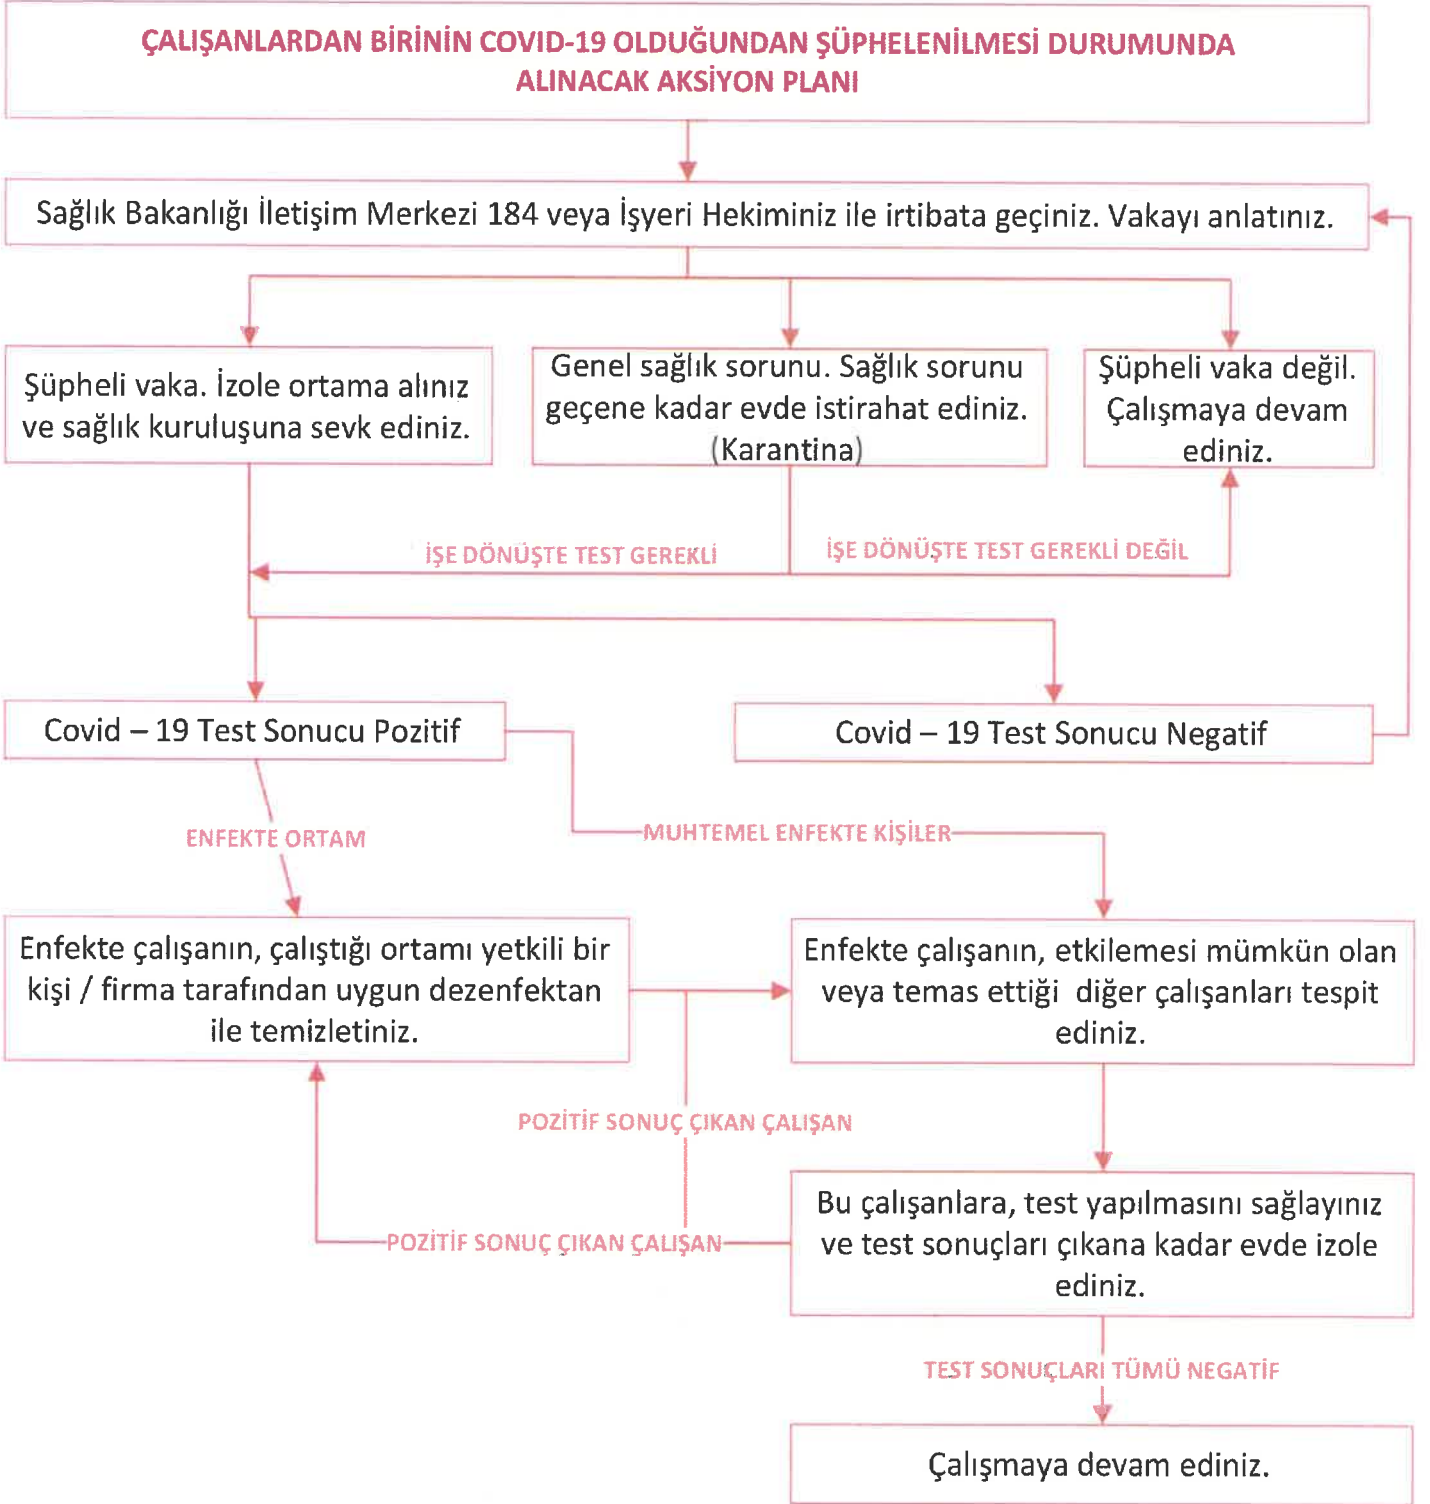 ÇALIŞANLARDAN BİRİNİN COVID-19 OLDUĞUNDAN ŞÜPHELENİLMESİ DURUMUNDA
ALINACAK AKSİYON PLANI
Sağlık Bakanlığı İletişim Merkezi 184 veya İşyeri Hekiminiz ile irtibata geçiniz. Vakayı anlatınız.
Şüpheli vaka. İzole ortama alınız
ve sağlık kuruluşuna sevk ediniz.
Genel sağlık sorunu. Sağlık sorunu
geçene kadar evde istirahat ediniz.
(Karantina)
Şüpheli vaka değil.
Çalışmaya devam
ediniz.
İŞE DÖNÜŞTE TEST GEREKLİ
İŞE DÖNÜŞTE TEST GEREKLİ DEĞİL
Covid – 19 Test Sonucu Pozitif
Covid – 19 Test Sonucu Negatif
ENFEKTE ORTAM
MUHTEMEL ENFEKTE KİŞİLER
Enfekte çalışanın, çalıştığı ortamı yetkili bir
kişi / firma tarafından uygun dezenfektan
ile temizletiniz.
Enfekte çalışanın, etkilemesi mümkün olan
veya temas ettiği  diğer çalışanları tespit
ediniz.
POZİTİF SONUÇ ÇIKAN ÇALIŞAN
Bu çalışanlara, test yapılmasını sağlayınız
ve test sonuçları çıkana kadar evde izole
ediniz.
POZİTİF SONUÇ ÇIKAN ÇALIŞAN
TEST SONUÇLARI TÜMÜ NEGATİF
Çalışmaya devam ediniz.